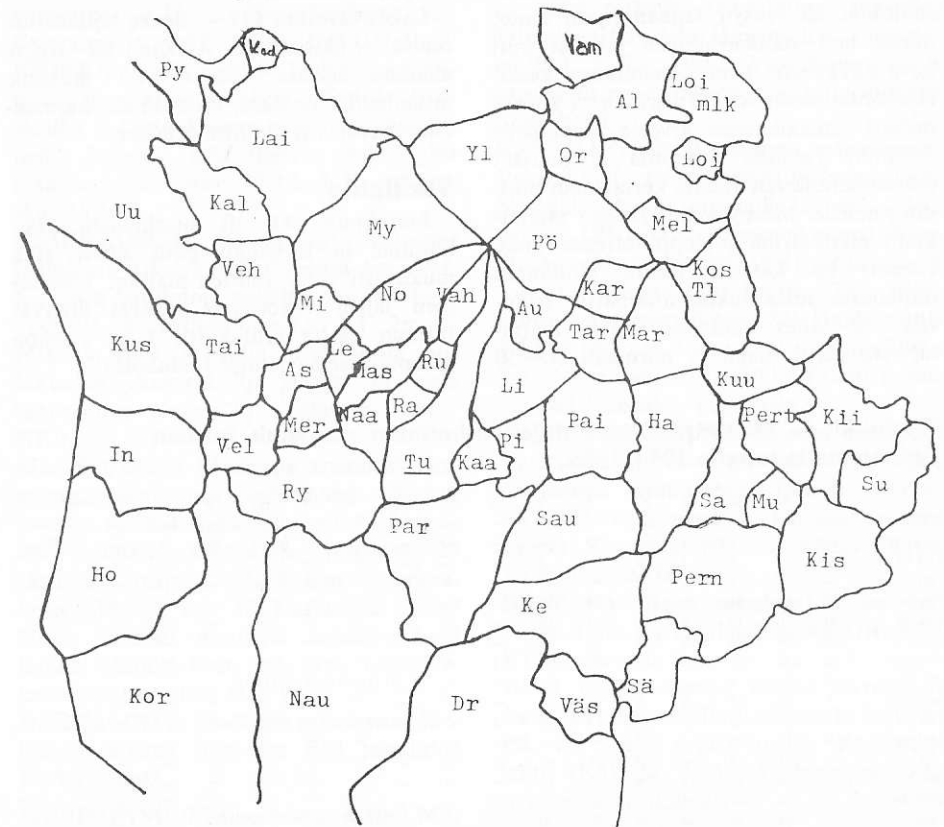 Kod
Vam
Py
Loi
mlk
Al
Lai
Yl
Or
Loi
Uu
Kal
My
Mel
Pö
Veh
Kos
Tl
Mi
No
Vah
Kar
Au
Kus
Tai
Tar
Mar
Le
As
Mas
Ru
Li
Kuu
Naa
Ra
Pert
Kii
In
Vel
Mer
Pi
Pai
Ha
Tu
Kaa
Su
Ry
Sa
Mu
Par
Sau
Kis
Ho
Pern
Ke
Kor
Nau
Dr
Väs
Sä